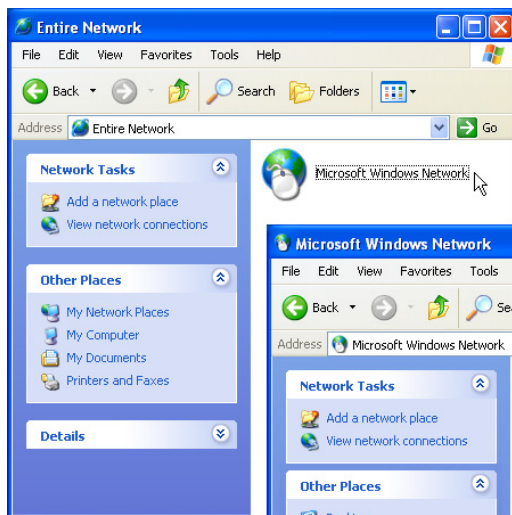 Entire Network
File Edit View Favorites Tools Help
Back Search Folders
Address Entire Network Go
Network Tasks
Add a network place
View network connections
Other Places
My Network Places
My Computer
My Documents
Printers and Faxes
Details
Microsoft Windows Network
Microsoft Windows Network
File Edit View Favorites Tools
Back
Address Microsoft Windows Network
Network Tasks
Add a network place
View network connections
Other Places